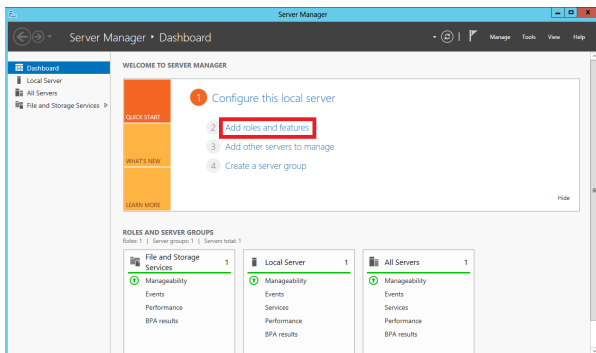 Server Manager
Server Manager • Dashboard
Manage Tools View Help
Dashboard
Local Server
All Servers
File and Storage Services
WELCOME TO SERVER MANAGER
QUICK START
WHAT'S NEW
LEARN MORE
1 Configure this local server
2 Add roles and features
3 Add other servers to manage
4 Create a server group
Hide
ROLES AND SERVER GROUPS
Roles: 1 | Server groups: 1 | Servers total: 1
File and Storage Services 1
Manageability
Events
Performance
BPA results
Local Server 1
Manageability
Events
Services
Performance
BPA results
All Servers 1
Manageability
Events
Services
Performance
BPA results